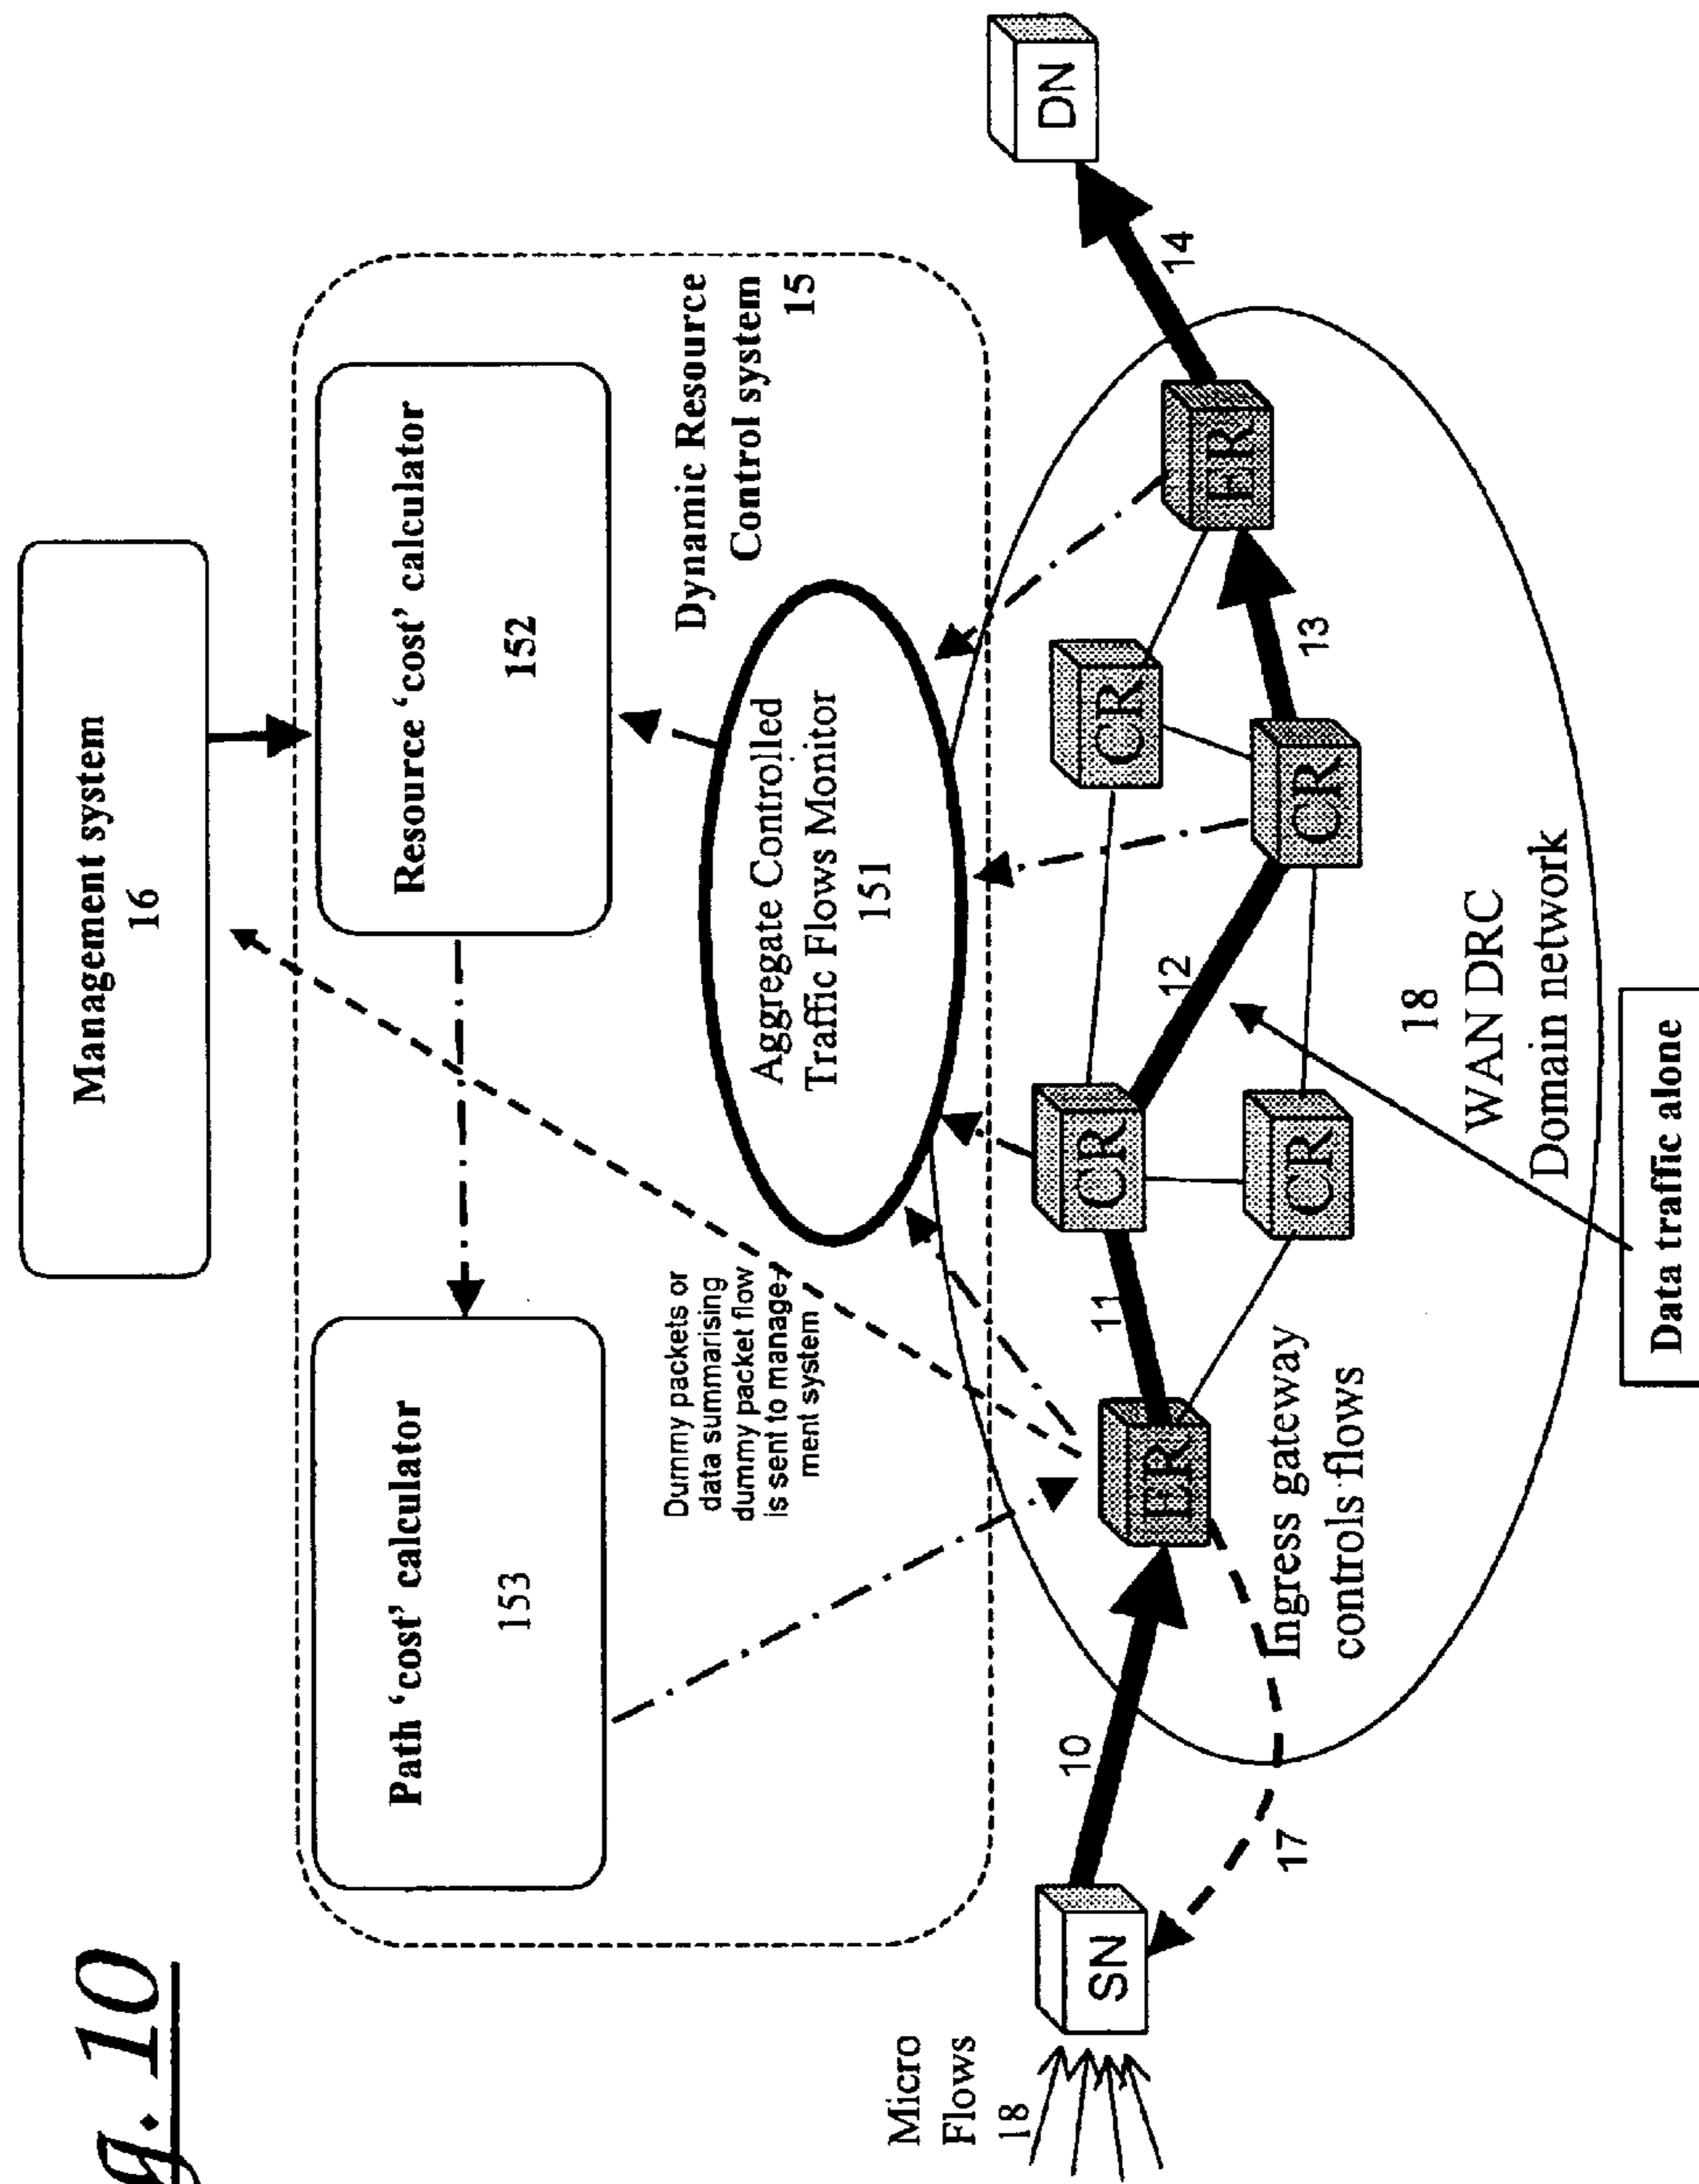 g. 10
Management system
16
Path ‘cost’ calculator
153
Resource ‘cost’ calculator
152
Dynamic Resource
Control system
15
Dummy packets or
data summarising
dummy packet flow
is sent to manage-
ment system
Aggregate Controlled
Traffic Flows Monitor
151
Micro
Flows
18
SN
10
17
ER
Ingress gateway
controls flows
11
CR
CR
12
CR
CR
13
ER
14
DN
18
WAN DRC
Domain network
Data traffic alone